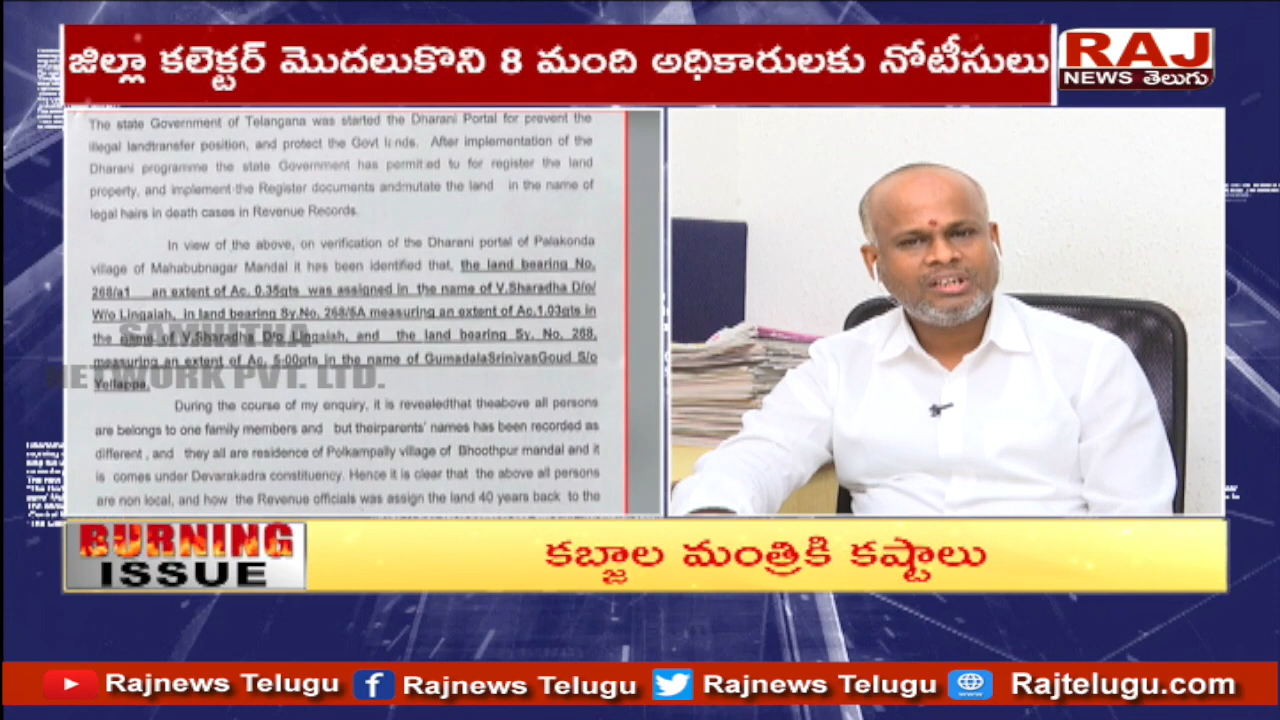 జిల్లా కలెక్టర్ మొదలుకొని 8 మంది అధికారులకు నోటీసులు
RAJ
NEWS తెలుగు
The state Government of Telangana was started the Dharani Portal for prevent the
illegal landtransfer position, and protect the Govt lands. After implementation of the
Dharani programme the state Government has permitted to for register the land
property, and implement the Register documents andmutate the land in the name of
legal hairs in death cases in Revenue Records.
In view of the above, on verification of the Dharani portal of Palakonda
village of Mahabubnagar Mandal it has been identified that, the land bearing No,
268/a1 an extent of Ac. 0.35gts was assigned in the name of V.Sharadha D/o/
W/o Lingaiah, in land bearing Sy.No. 268/5A measuring an extent of Ac.1.03gts in
the name of V.Sharadha D/o Lingaiah, and the land bearing Sy. No. 268,
measuring an extent of Ac. 5-00gts in the name of GumadalaSrinivasGoud S/o
Yellappa.
SAMHITHA
NETWORK PVT. LTD.
During the course of my enquiry, it is revealedthat theabove all persons
are belongs to one family members and but theirparents' names has been recorded as
different , and they all are residence of Polkampally village of Bhoothpur mandal and it
is comes under Devarakadra constituency. Hence it is clear that the above all persons
are non local, and how the Revenue officials was assign the land 40 years back to the
BURNING
ISSUE
కబ్జాల మంత్రికి కష్టాలు
Rajnews Telugu
Rajnews Telugu
Rajnews Telugu
Rajtelugu.com